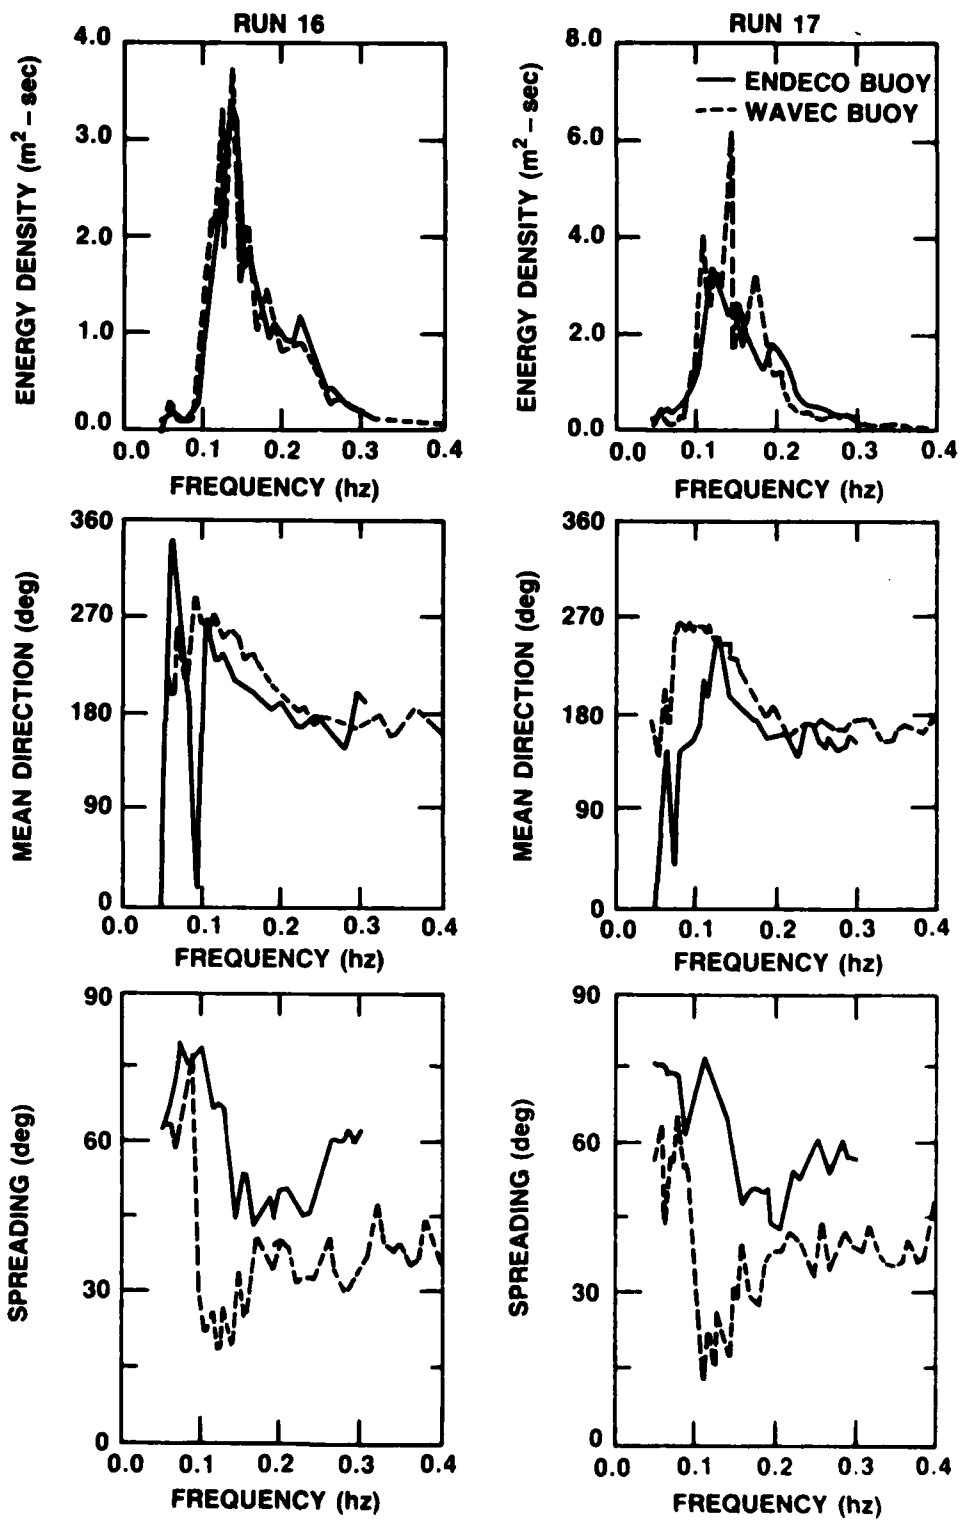 RUN 16
ENERGY DENSITY (m² – sec)
4.0
3.0
2.0
1.0
0.0
0.0 0.1 0.2 0.3 0.4
FREQUENCY (hz)
RUN 17
ENERGY DENSITY (m² – sec)
8.0
6.0
4.0
2.0
0.0
ENDECO BUOY
WAVEC BUOY
0.0 0.1 0.2 0.3 0.4
FREQUENCY (hz)
MEAN DIRECTION (deg)
360
270
180
90
0
0.0 0.1 0.2 0.3 0.4
FREQUENCY (hz)
MEAN DIRECTION (deg)
360
270
180
90
0
0.0 0.1 0.2 0.3 0.4
FREQUENCY (hz)
SPREADING (deg)
90
60
30
0
0.0 0.1 0.2 0.3 0.4
FREQUENCY (hz)
SPREADING (deg)
90
60
30
0
0.0 0.1 0.2 0.3 0.4
FREQUENCY (hz)